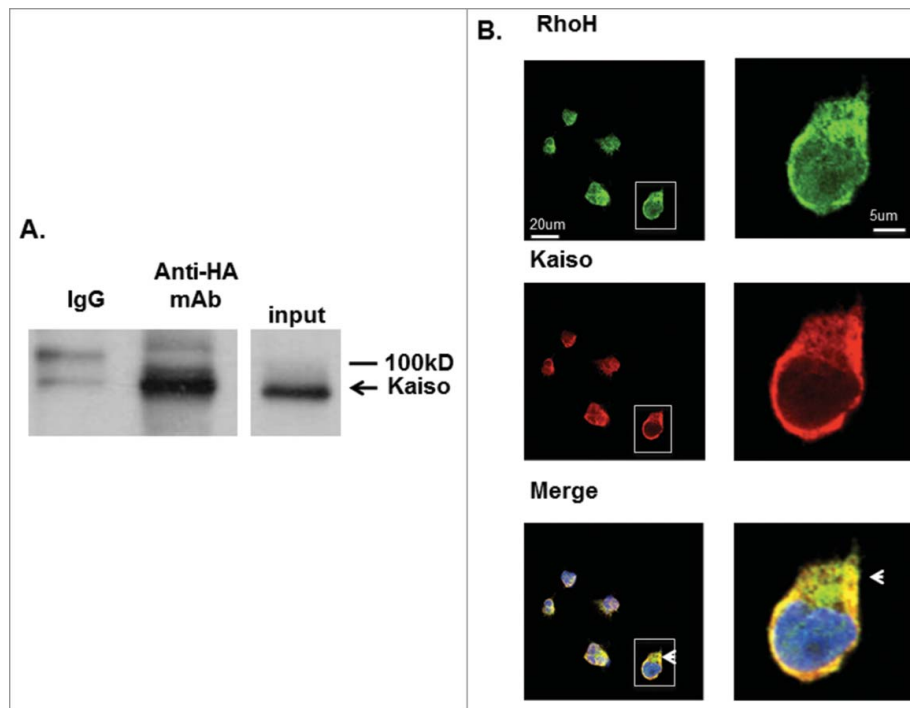 A.
IgG
Anti-HA
mAb
input
100kD
Kaiso
B.
RhoH
20um
5um
Kaiso
Merge